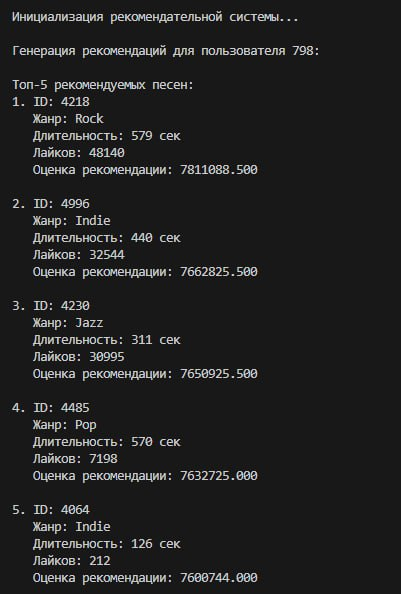 Инициализация рекомендательной системы...
Генерация рекомендаций для пользователя 798:
Топ-5 рекомендуемых песен:
1. ID: 4218
Жанр: Rock
Длительность: 579 сек
Лайков: 48140
Оценка рекомендации: 7811088.500
2. ID: 4996
Жанр: Indie
Длительность: 440 сек
Лайков: 32544
Оценка рекомендации: 7662825.500
3. ID: 4230
Жанр: Jazz
Длительность: 311 сек
Лайков: 30995
Оценка рекомендации: 7650925.500
4. ID: 4485
Жанр: Pop
Длительность: 570 сек
Лайков: 7198
Оценка рекомендации: 7632725.000
5. ID: 4064
Жанр: Indie
Длительность: 126 сек
Лайков: 212
Оценка рекомендации: 7600744.000